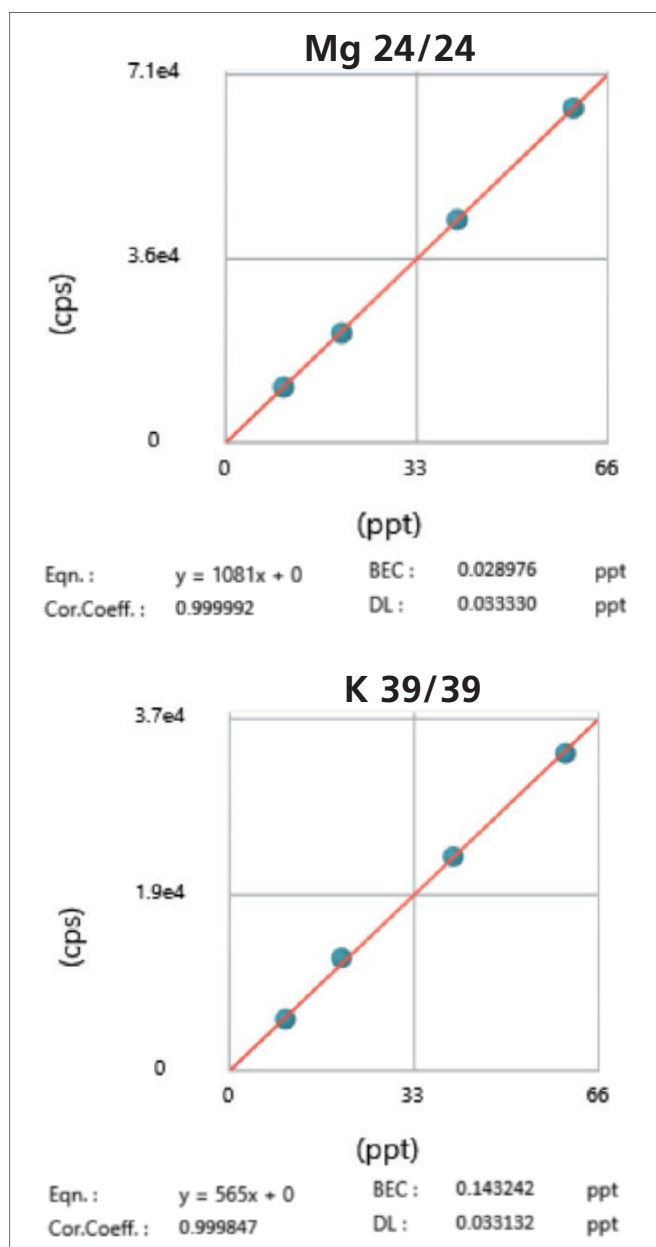 Mg 24/24
7.1e4
3.6e4
(cps)
0
0 33 66
(ppt)
Eqn. : y = 1081x + 0 BEC : 0.028976 ppt
Cor.Coeff. : 0.999992 DL : 0.033330 ppt
K 39/39
3.7e4
1.9e4
(cps)
0
0 33 66
(ppt)
Eqn. : y = 565x + 0 BEC : 0.143242 ppt
Cor.Coeff. : 0.999847 DL : 0.033132 ppt